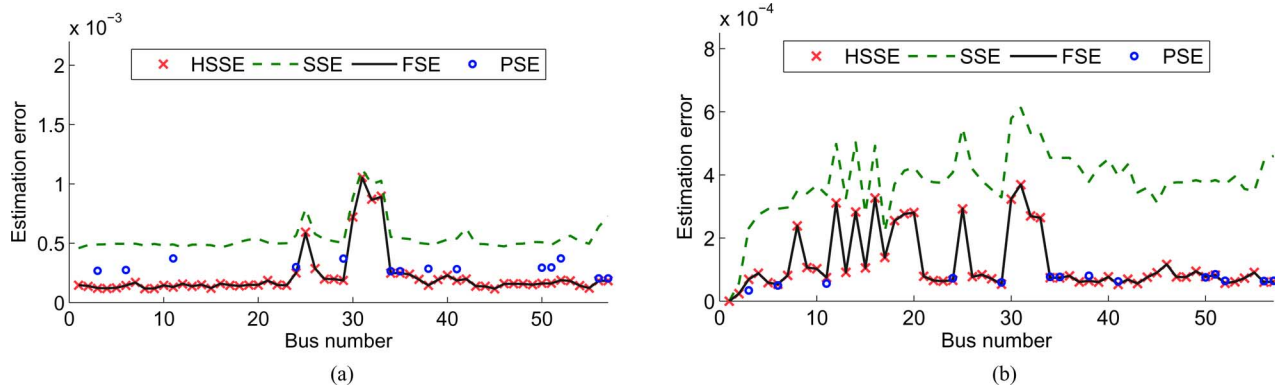 x 10⁻³
HSSE SSE FSE PSE
2
1.5
1
0.5
0
Estimation error
0 10 20 30 40 50
Bus number
(a)
x 10⁻⁴
HSSE SSE FSE PSE
8
6
4
2
0
Estimation error
0 10 20 30 40 50
Bus number
(b)